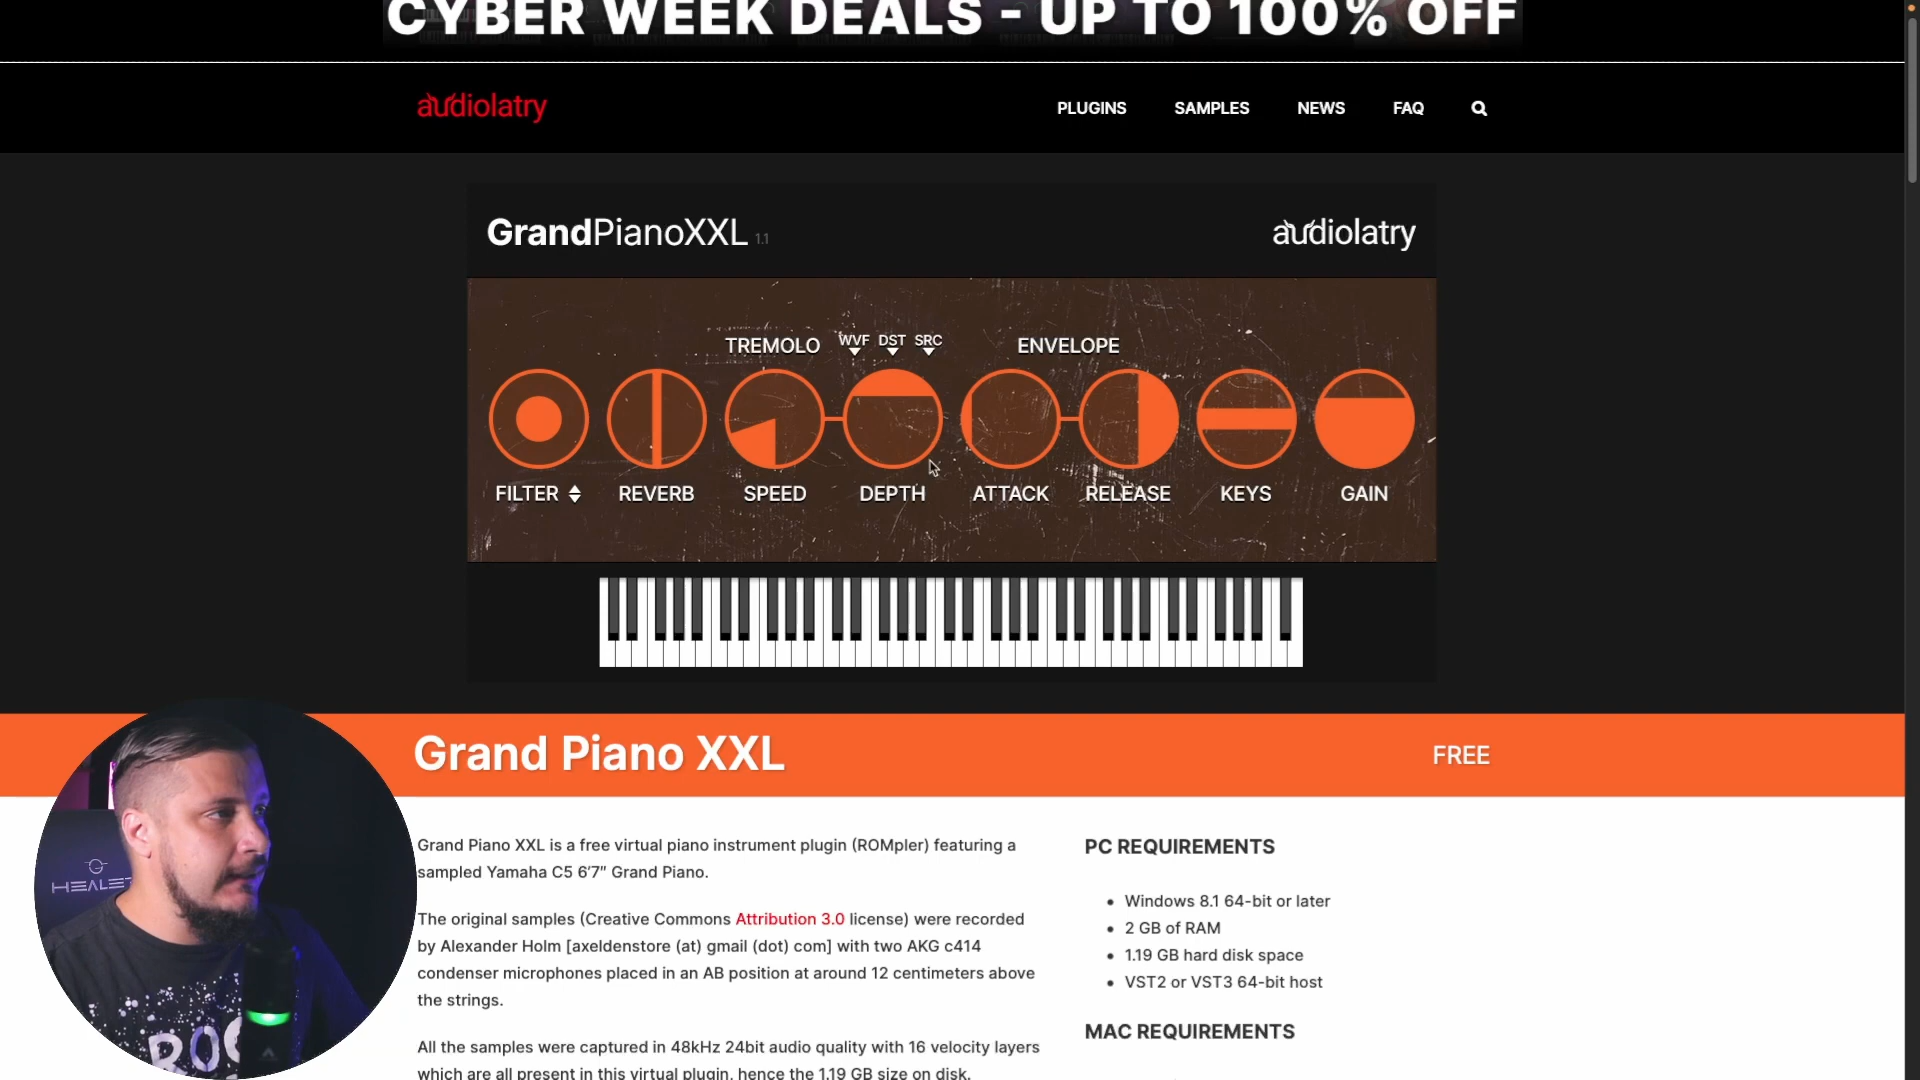 CYBER WEEK DEALS - UP TO 100% OFF
audiolatry
PLUGINS SAMPLES NEWS FAQ
GrandPianoXXL 1.1
audiolatry
TREMOLO WVF DST SRC ENVELOPE
FILTER REVERB SPEED DEPTH ATTACK RELEASE KEYS GAIN
Grand Piano XXL
FREE
Grand Piano XXL is a free virtual piano instrument plugin (ROMpler) featuring a
sampled Yamaha C5 6’7” Grand Piano.
The original samples (Creative Commons Attribution 3.0 license) were recorded
by Alexander Holm [axeldenstore (at) gmail (dot) com] with two AKG c414
condenser microphones placed in an AB position at around 12 centimeters above
the strings.
All the samples were captured in 48kHz 24bit audio quality with 16 velocity layers
which are all present in this virtual plugin, hence the 1.19 GB size on disk.
PC REQUIREMENTS
Windows 8.1 64-bit or later
2 GB of RAM
1.19 GB hard disk space
VST2 or VST3 64-bit host
MAC REQUIREMENTS